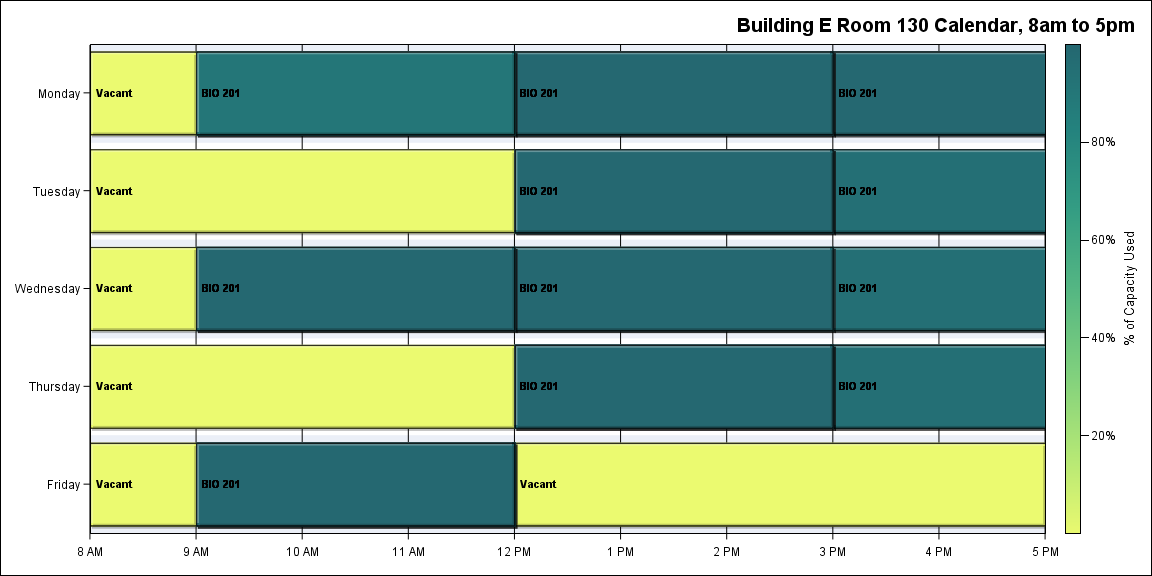 Building E Room 130 Calendar, 8am to 5pm
Monday
Vacant
BIO 201
BIO 201
BIO 201
Tuesday
Vacant
BIO 201
BIO 201
Wednesday
Vacant
BIO 201
BIO 201
BIO 201
Thursday
Vacant
BIO 201
BIO 201
Friday
Vacant
BIO 201
Vacant
8 AM
9 AM
10 AM
11 AM
12 PM
1 PM
2 PM
3 PM
4 PM
5 PM
80%
60%
40%
20%
% of Capacity Used